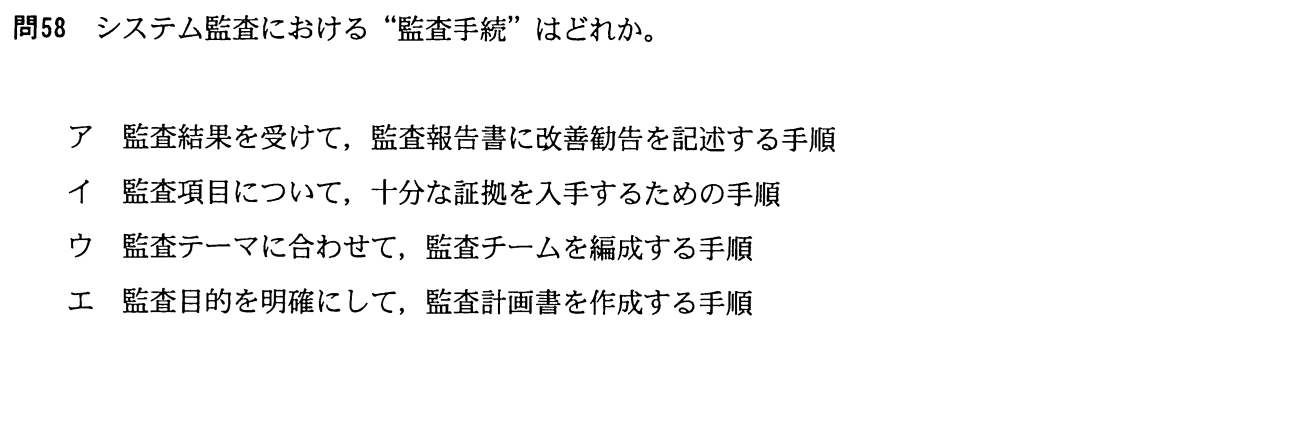 問58 システム監査における“監査手続”はどれか。
ア 監査結果を受けて，監査報告書に改善勧告を記述する手順
イ 監査項目について，十分な証拠を入手するための手順
ウ 監査テーマに合わせて，監査チームを編成する手順
エ 監査目的を明確にして，監査計画書を作成する手順